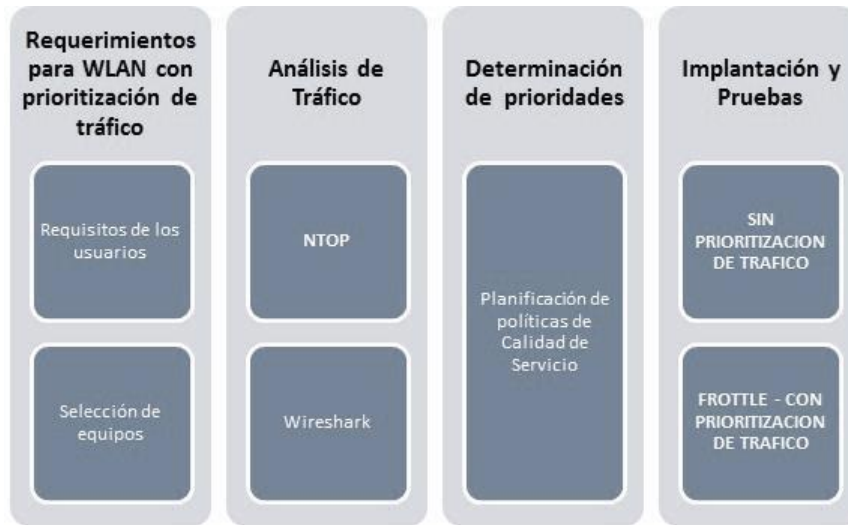 Requerimientos
para WLAN con
prioritización de
tráfico
Requisitos de los
usuarios
Selección de
equipos
Análisis de
Tráfico
NTOP
Wireshark
Determinación
de prioridades
Planificación de
políticas de
Calidad de
Servicio
Implantación y
Pruebas
SIN
PRIORITIZACION
DE TRAFICO
FROTTLE - CON
PRIORITIZACION
DE TRAFICO